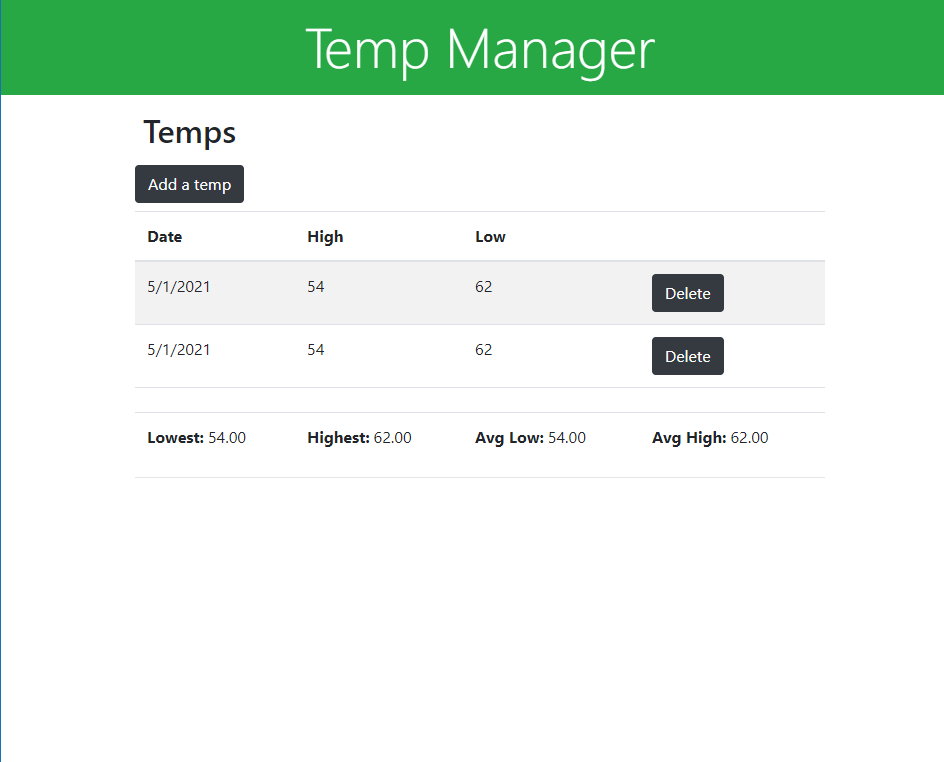 Temp Manager
Temps
Add a temp
Date High Low
5/1/2021 54 62 Delete
5/1/2021 54 62 Delete
Lowest: 54.00 Highest: 62.00 Avg Low: 54.00 Avg High: 62.00